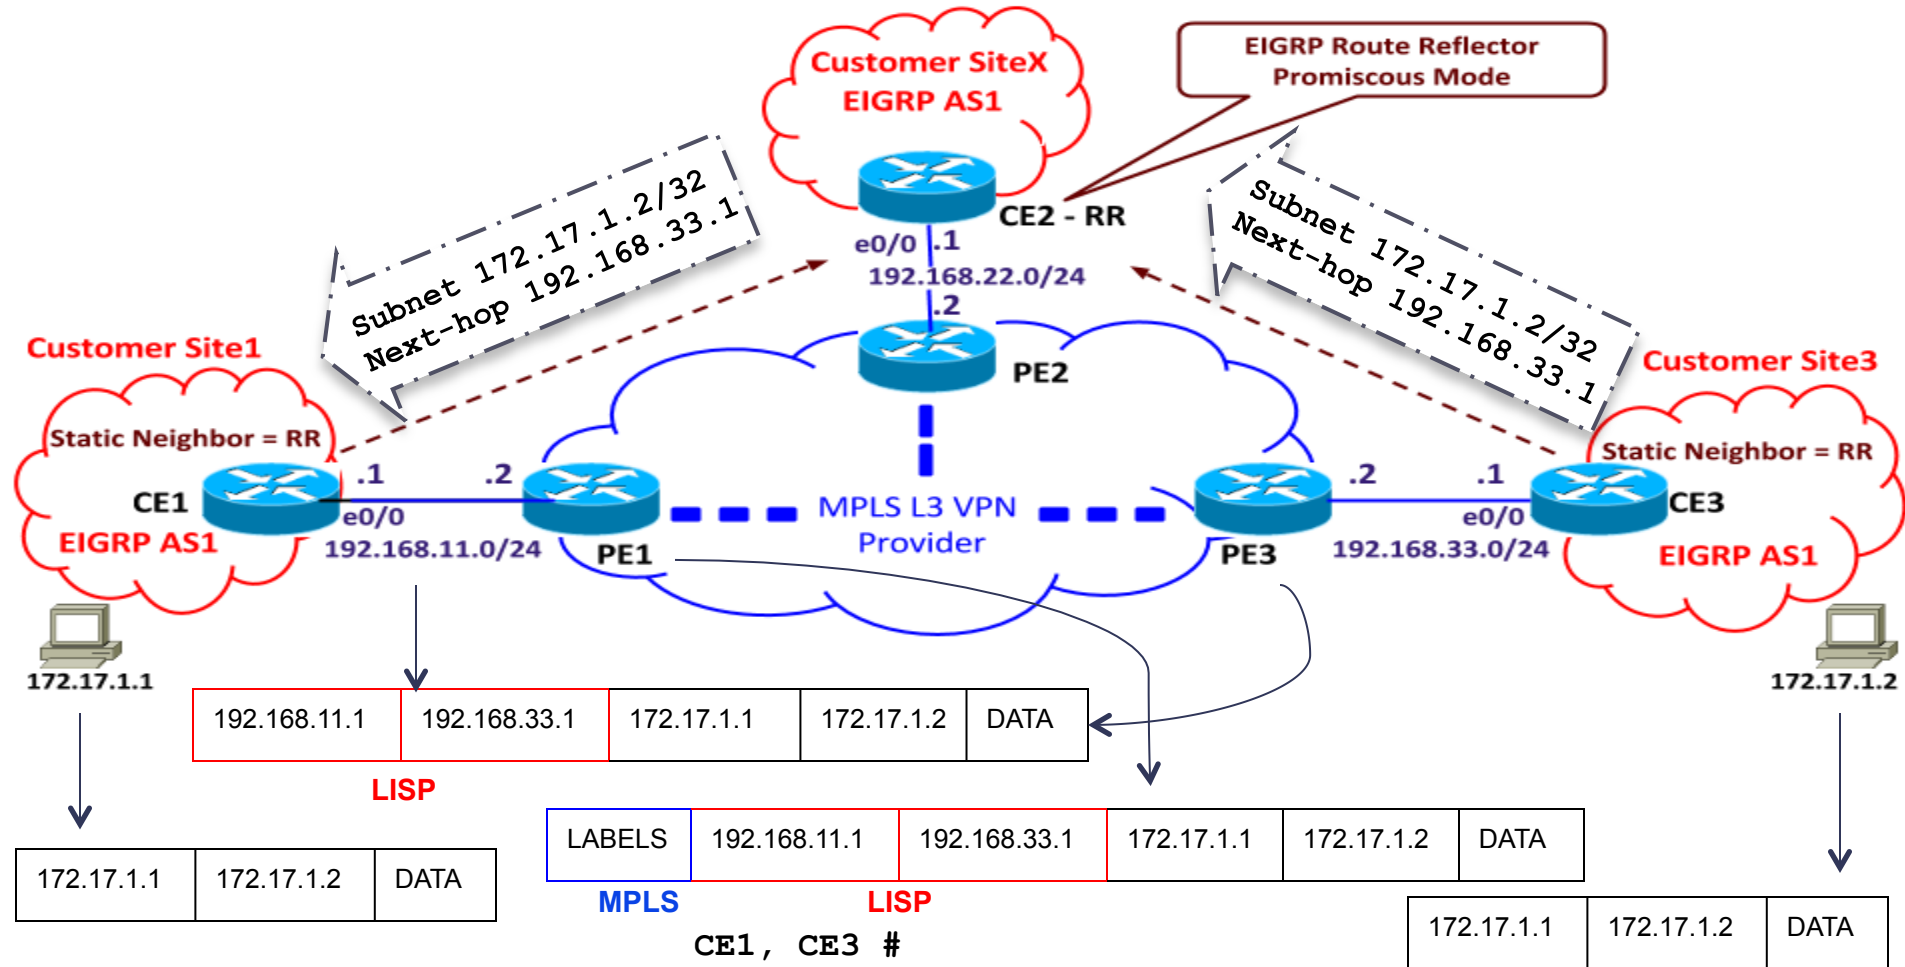 EIGRP Route Reflector
Promiscous Mode
Customer SiteX
EIGRP AS1
CE2 - RR
e0/0 .1
192.168.22.0/24
.2
PE2
Subnet 172.17.1.2/32
Next-hop 192.168.33.1
Subnet 172.17.1.2/32
Next-hop 192.168.33.1
Customer Site1
Static Neighbor = RR
CE1
EIGRP AS1
.1
.2
e0/0
192.168.11.0/24
PE1
MPLS L3 VPN
Provider
PE3
Customer Site3
Static Neighbor = RR
.2
.1
e0/0
CE3
192.168.33.0/24
EIGRP AS1
172.17.1.1
172.17.1.2
192.168.11.1 192.168.33.1 172.17.1.1 172.17.1.2 DATA
LISP
LABELS 192.168.11.1 192.168.33.1 172.17.1.1 172.17.1.2 DATA
MPLS LISP
172.17.1.1 172.17.1.2 DATA
172.17.1.1 172.17.1.2 DATA
CE1, CE3 #